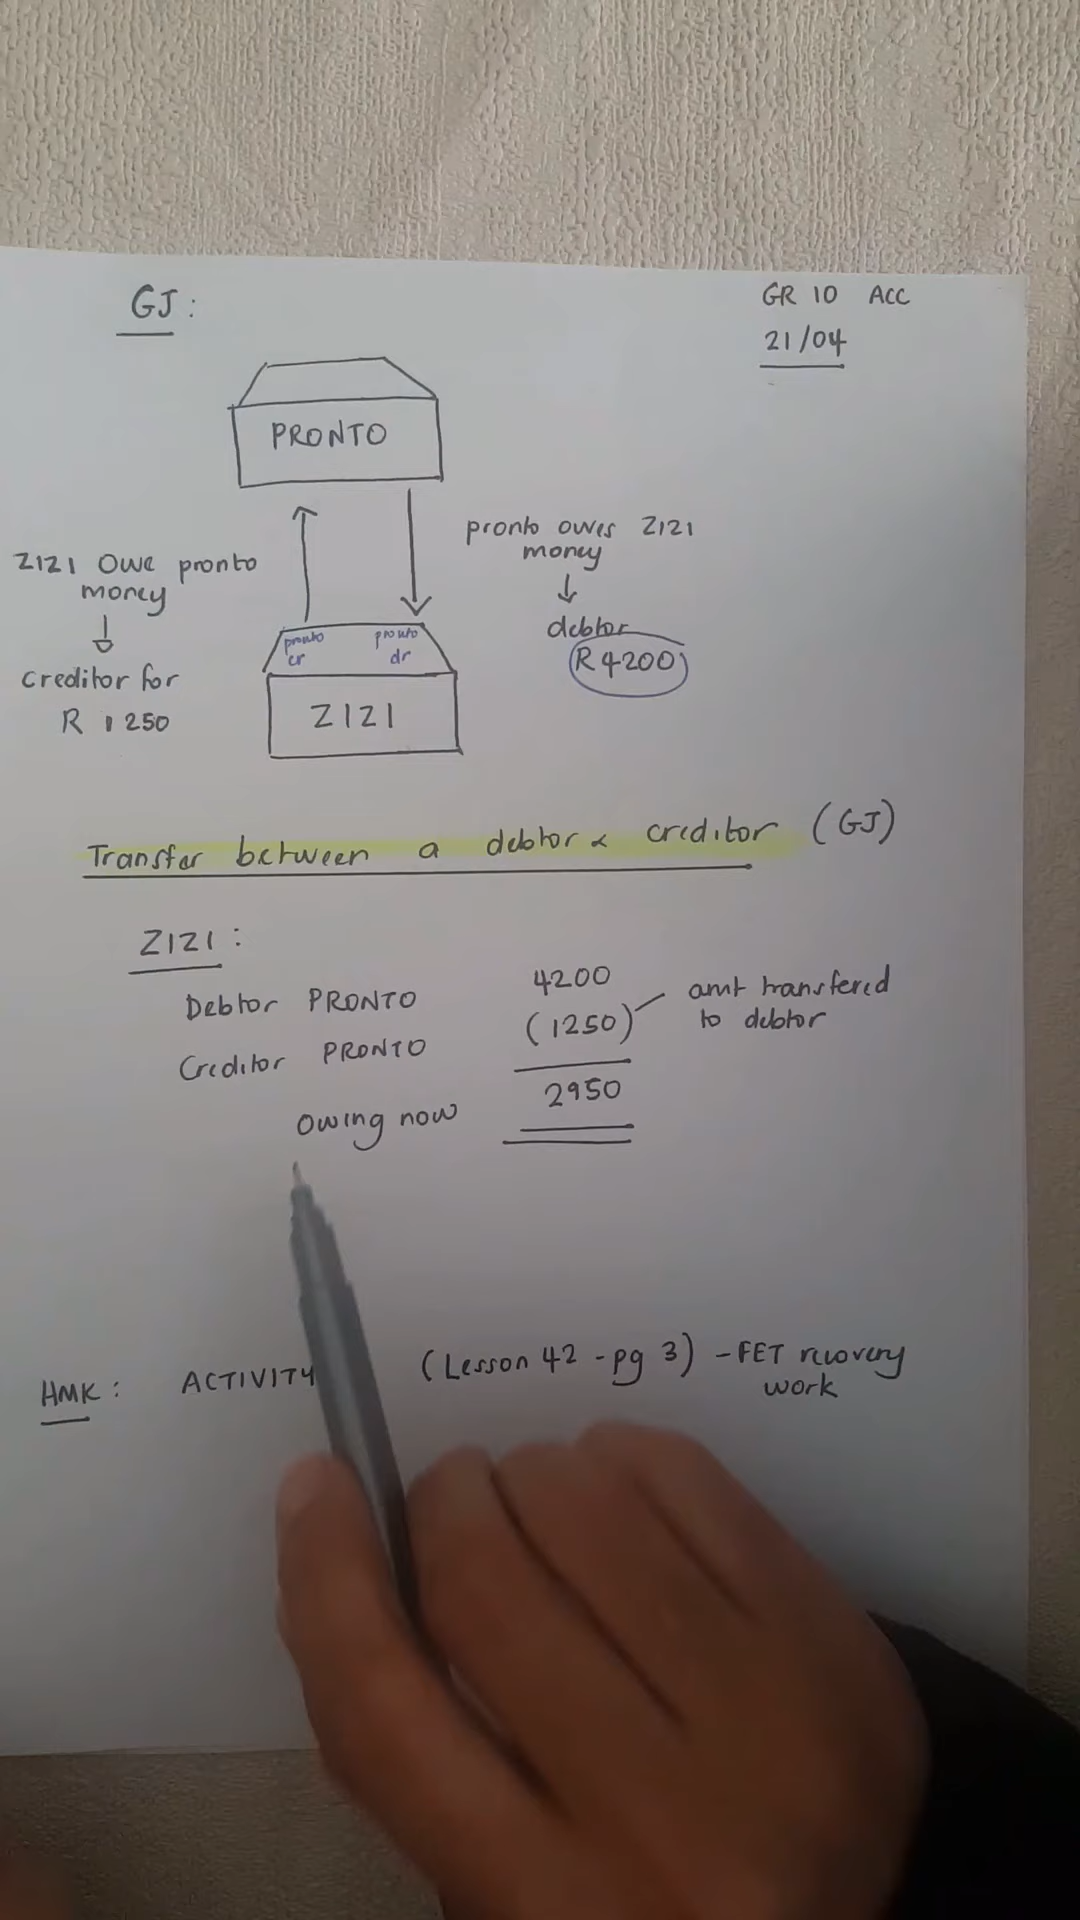 GJ:
GR 10 ACC
21/04
PRONTO
pronto owes ZIZI
money
debtor
R4200
ZIZI owe pronto
money
creditor for
R 1250
pronto
cr
pronto
dr
ZIZI
Transfer between a debtor & creditor (GJ)
ZIZI:
Debtor PRONTO 4200
Creditor PRONTO (1250)
amt transfered
to debtor
owing now 2950
HMK: ACTIVITY (Lesson 42 - pg 3) - FET recovery
work